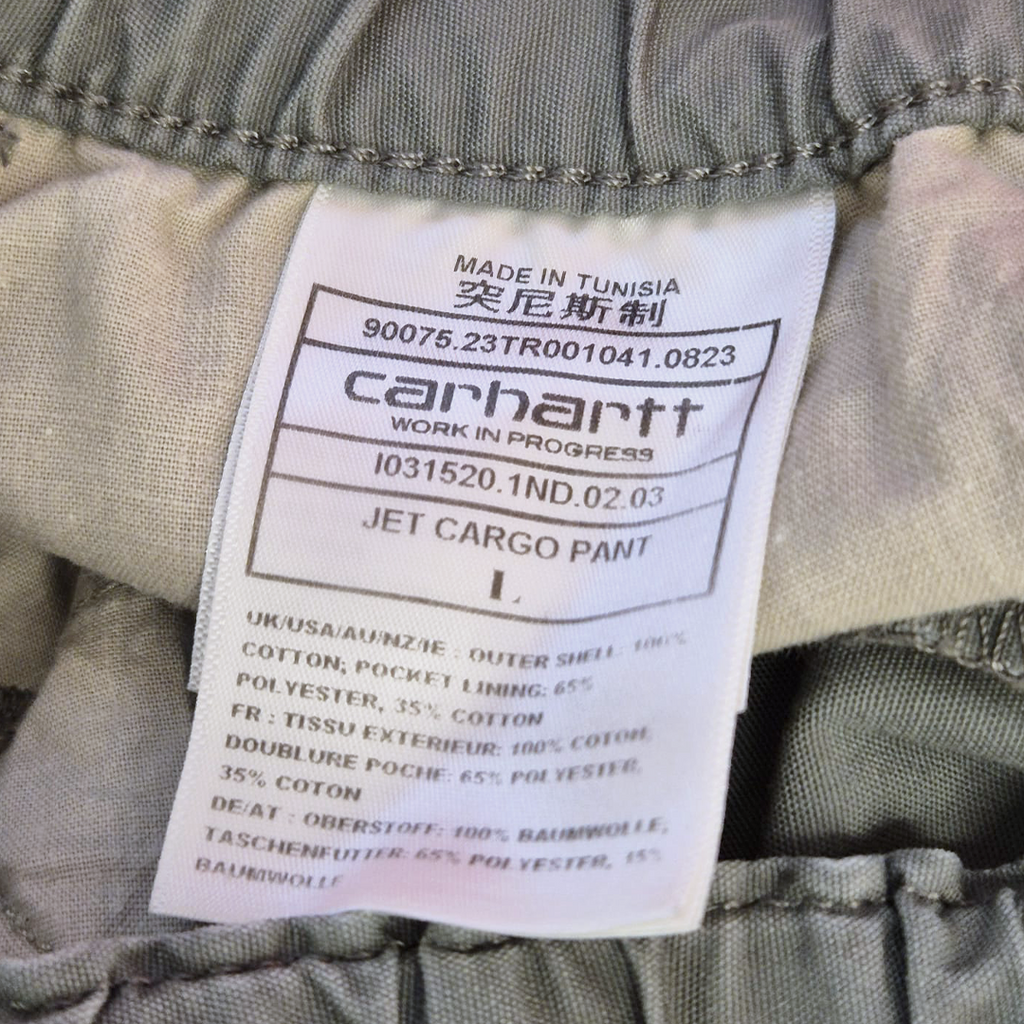 MADE IN TUNISIA
突尼斯制
90075.23TR001041.0823
carhartt
WORK IN PROGRESS
I031520.1ND.02.03
JET CARGO PANT
L
UK/USA/AU/NZ/IE : OUTER SHELL: 100%
COTTON; POCKET LINING: 65%
POLYESTER, 35% COTTON
FR : TISSU EXTERIEUR: 100% COTON,
DOUBLURE POCHE: 65% POLYESTER,
35% COTON
DE/AT : OBERSTOFF: 100% BAUMWOLLE,
TASCHENFUTTER: 65% POLYESTER,
BAUMWOLLE